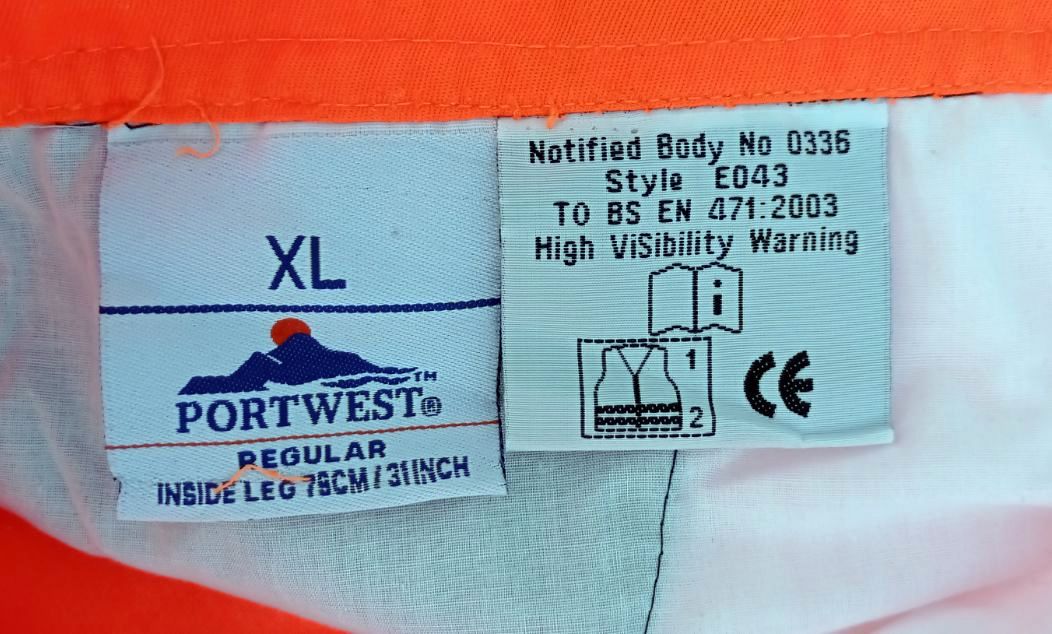 XL
PORTWEST®
TM
REGULAR
INSIDE LEG 79CM / 31INCH
Notified Body No 0336
Style E043
TO BS EN 471:2003
High ViSibility Warning
i
1
2
CE